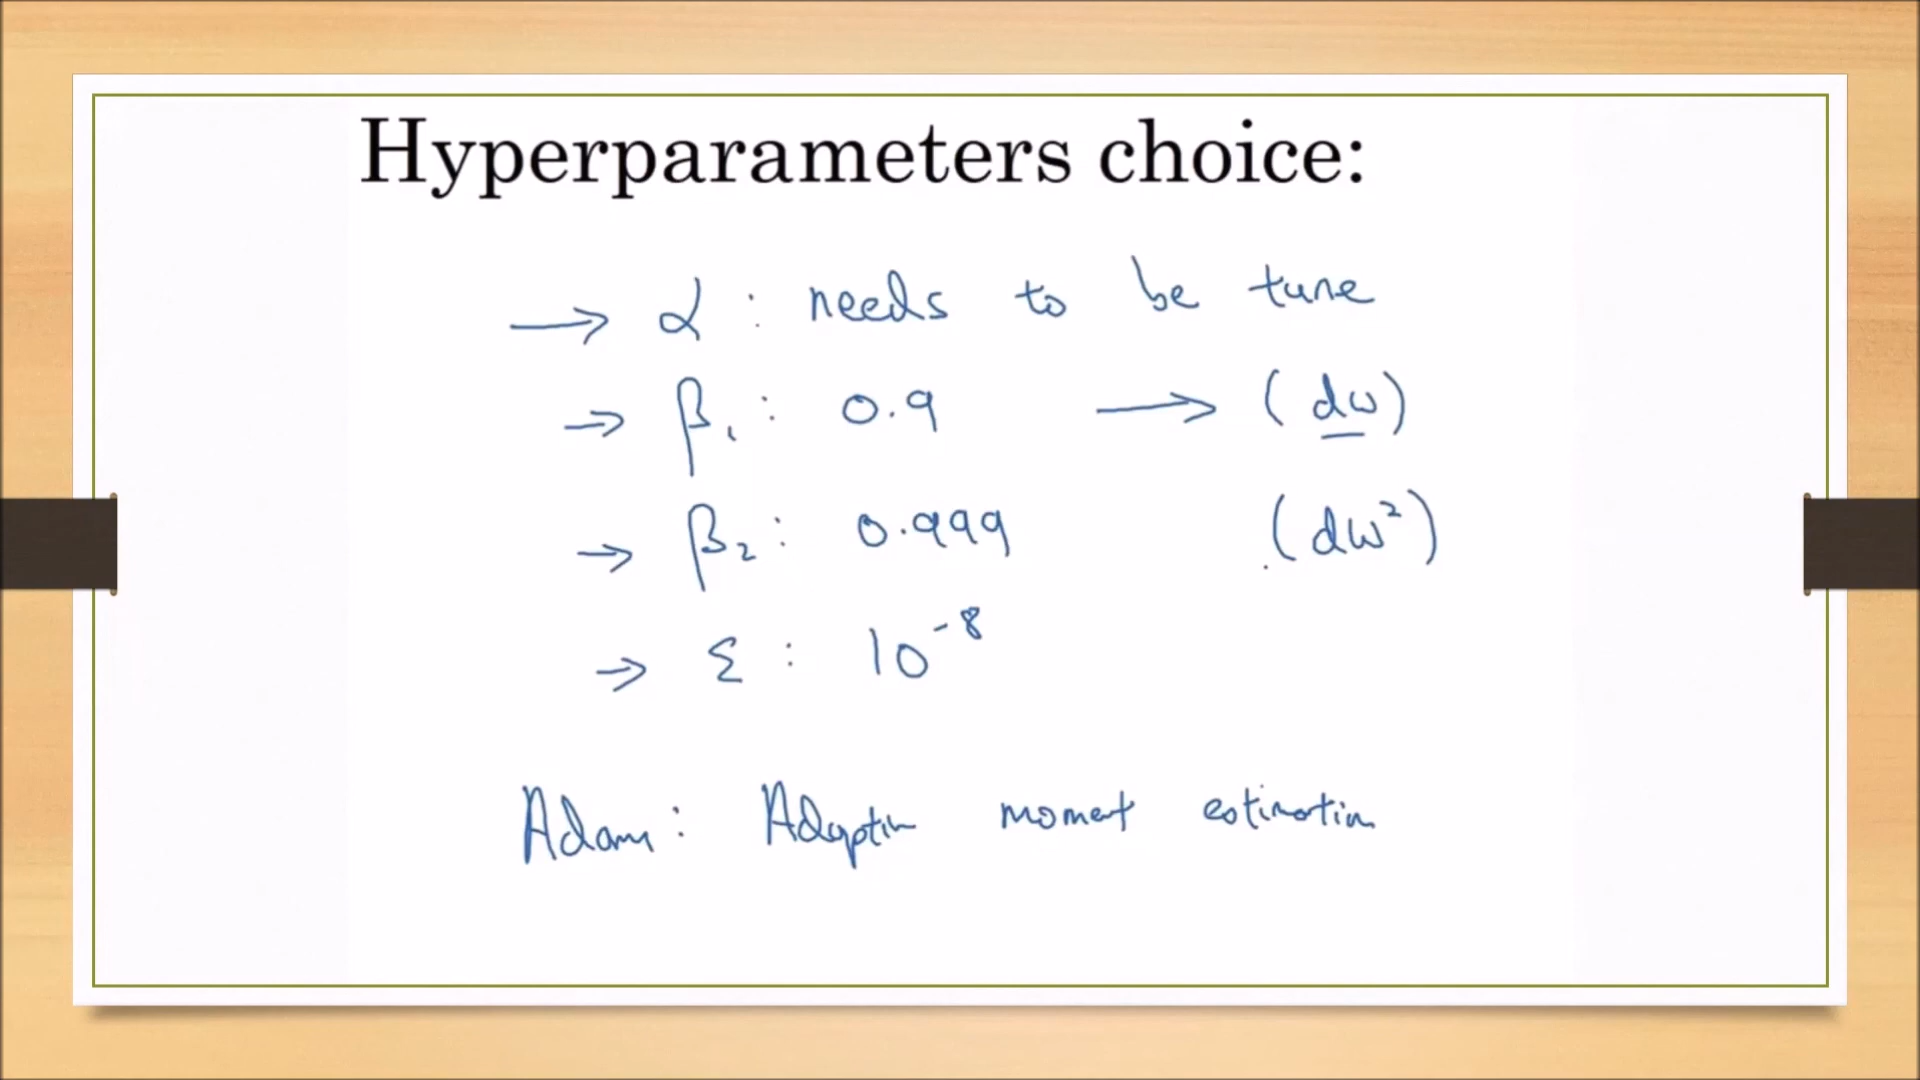 Hyperparameters choice:
→ α : needs to be tune
→ β₁ : 0.9 → (dw)
→ β₂ : 0.999 (dw²)
→ ε : 10⁻⁸
Adam : Adaptiv moment estimation